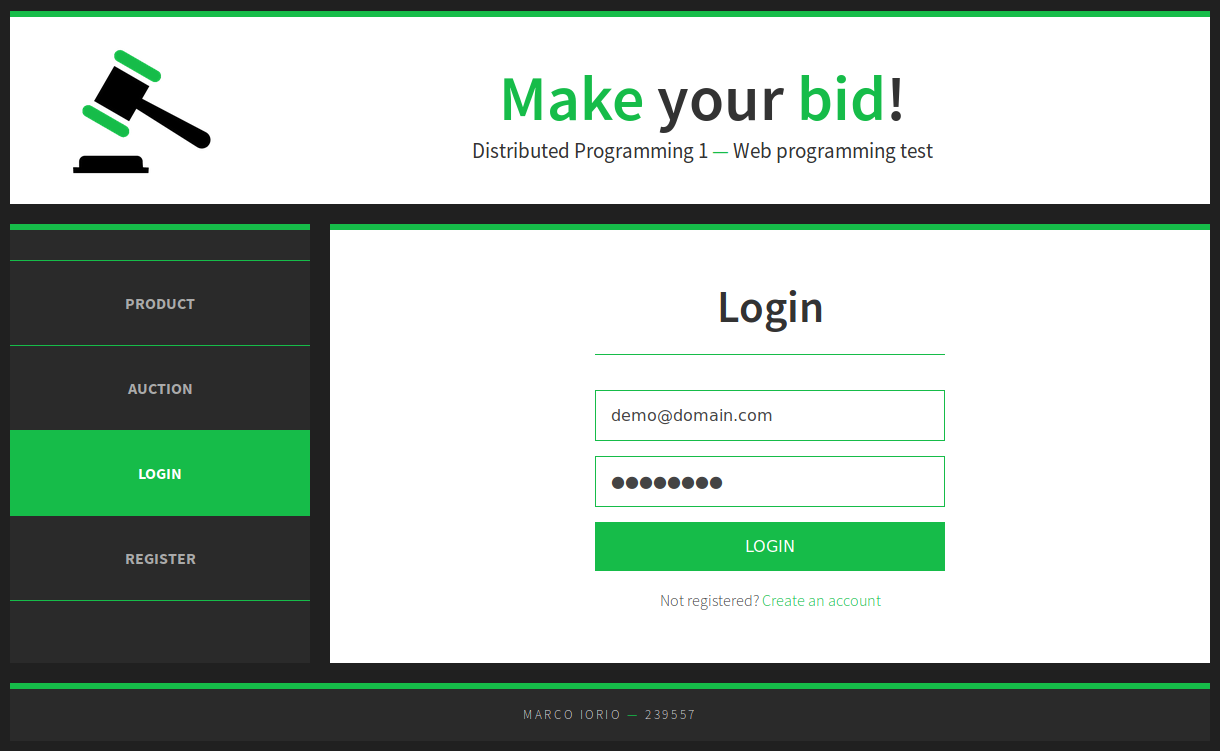 Make your bid!
Distributed Programming 1 — Web programming test
PRODUCT
AUCTION
LOGIN
REGISTER
Login
demo@domain.com
●●●●●●●●
LOGIN
Not registered? Create an account
MARCO IORIO — 239557